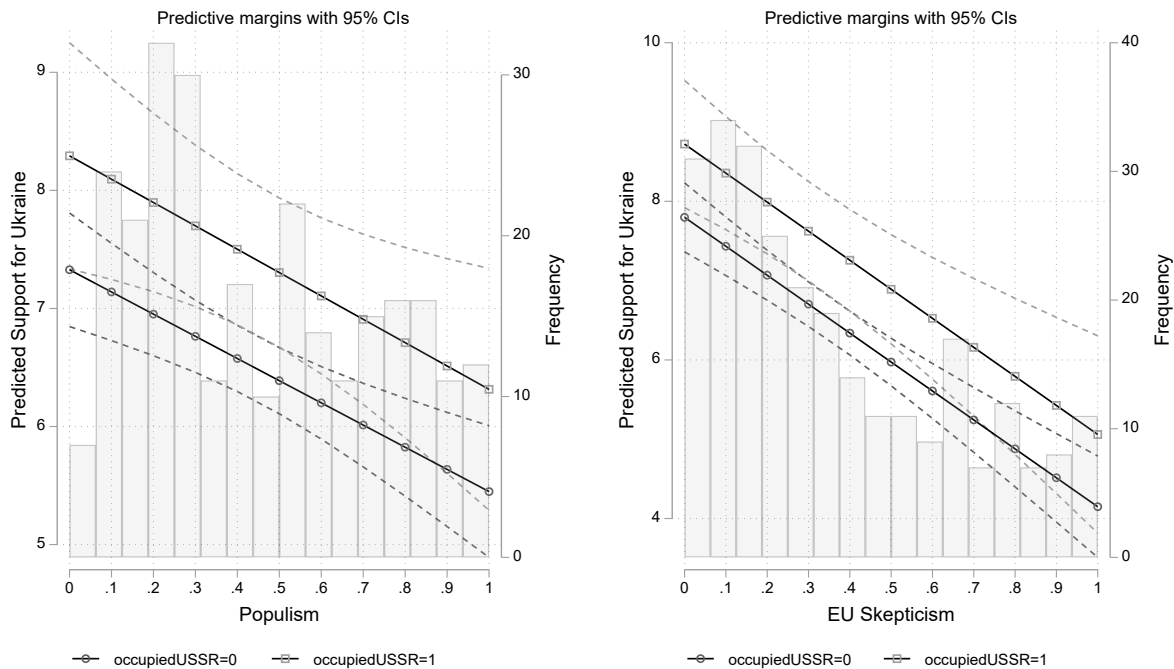 Predictive margins with 95% CIs
Predicted Support for Ukraine
9
8
7
6
5
30
20
10
0
Frequency
0 .1 .2 .3 .4 .5 .6 .7 .8 .9 1
Populism
occupiedUSSR=0 occupiedUSSR=1
Predictive margins with 95% CIs
Predicted Support for Ukraine
10
8
6
4
40
30
20
10
0
Frequency
0 .1 .2 .3 .4 .5 .6 .7 .8 .9 1
EU Skepticism
occupiedUSSR=0 occupiedUSSR=1